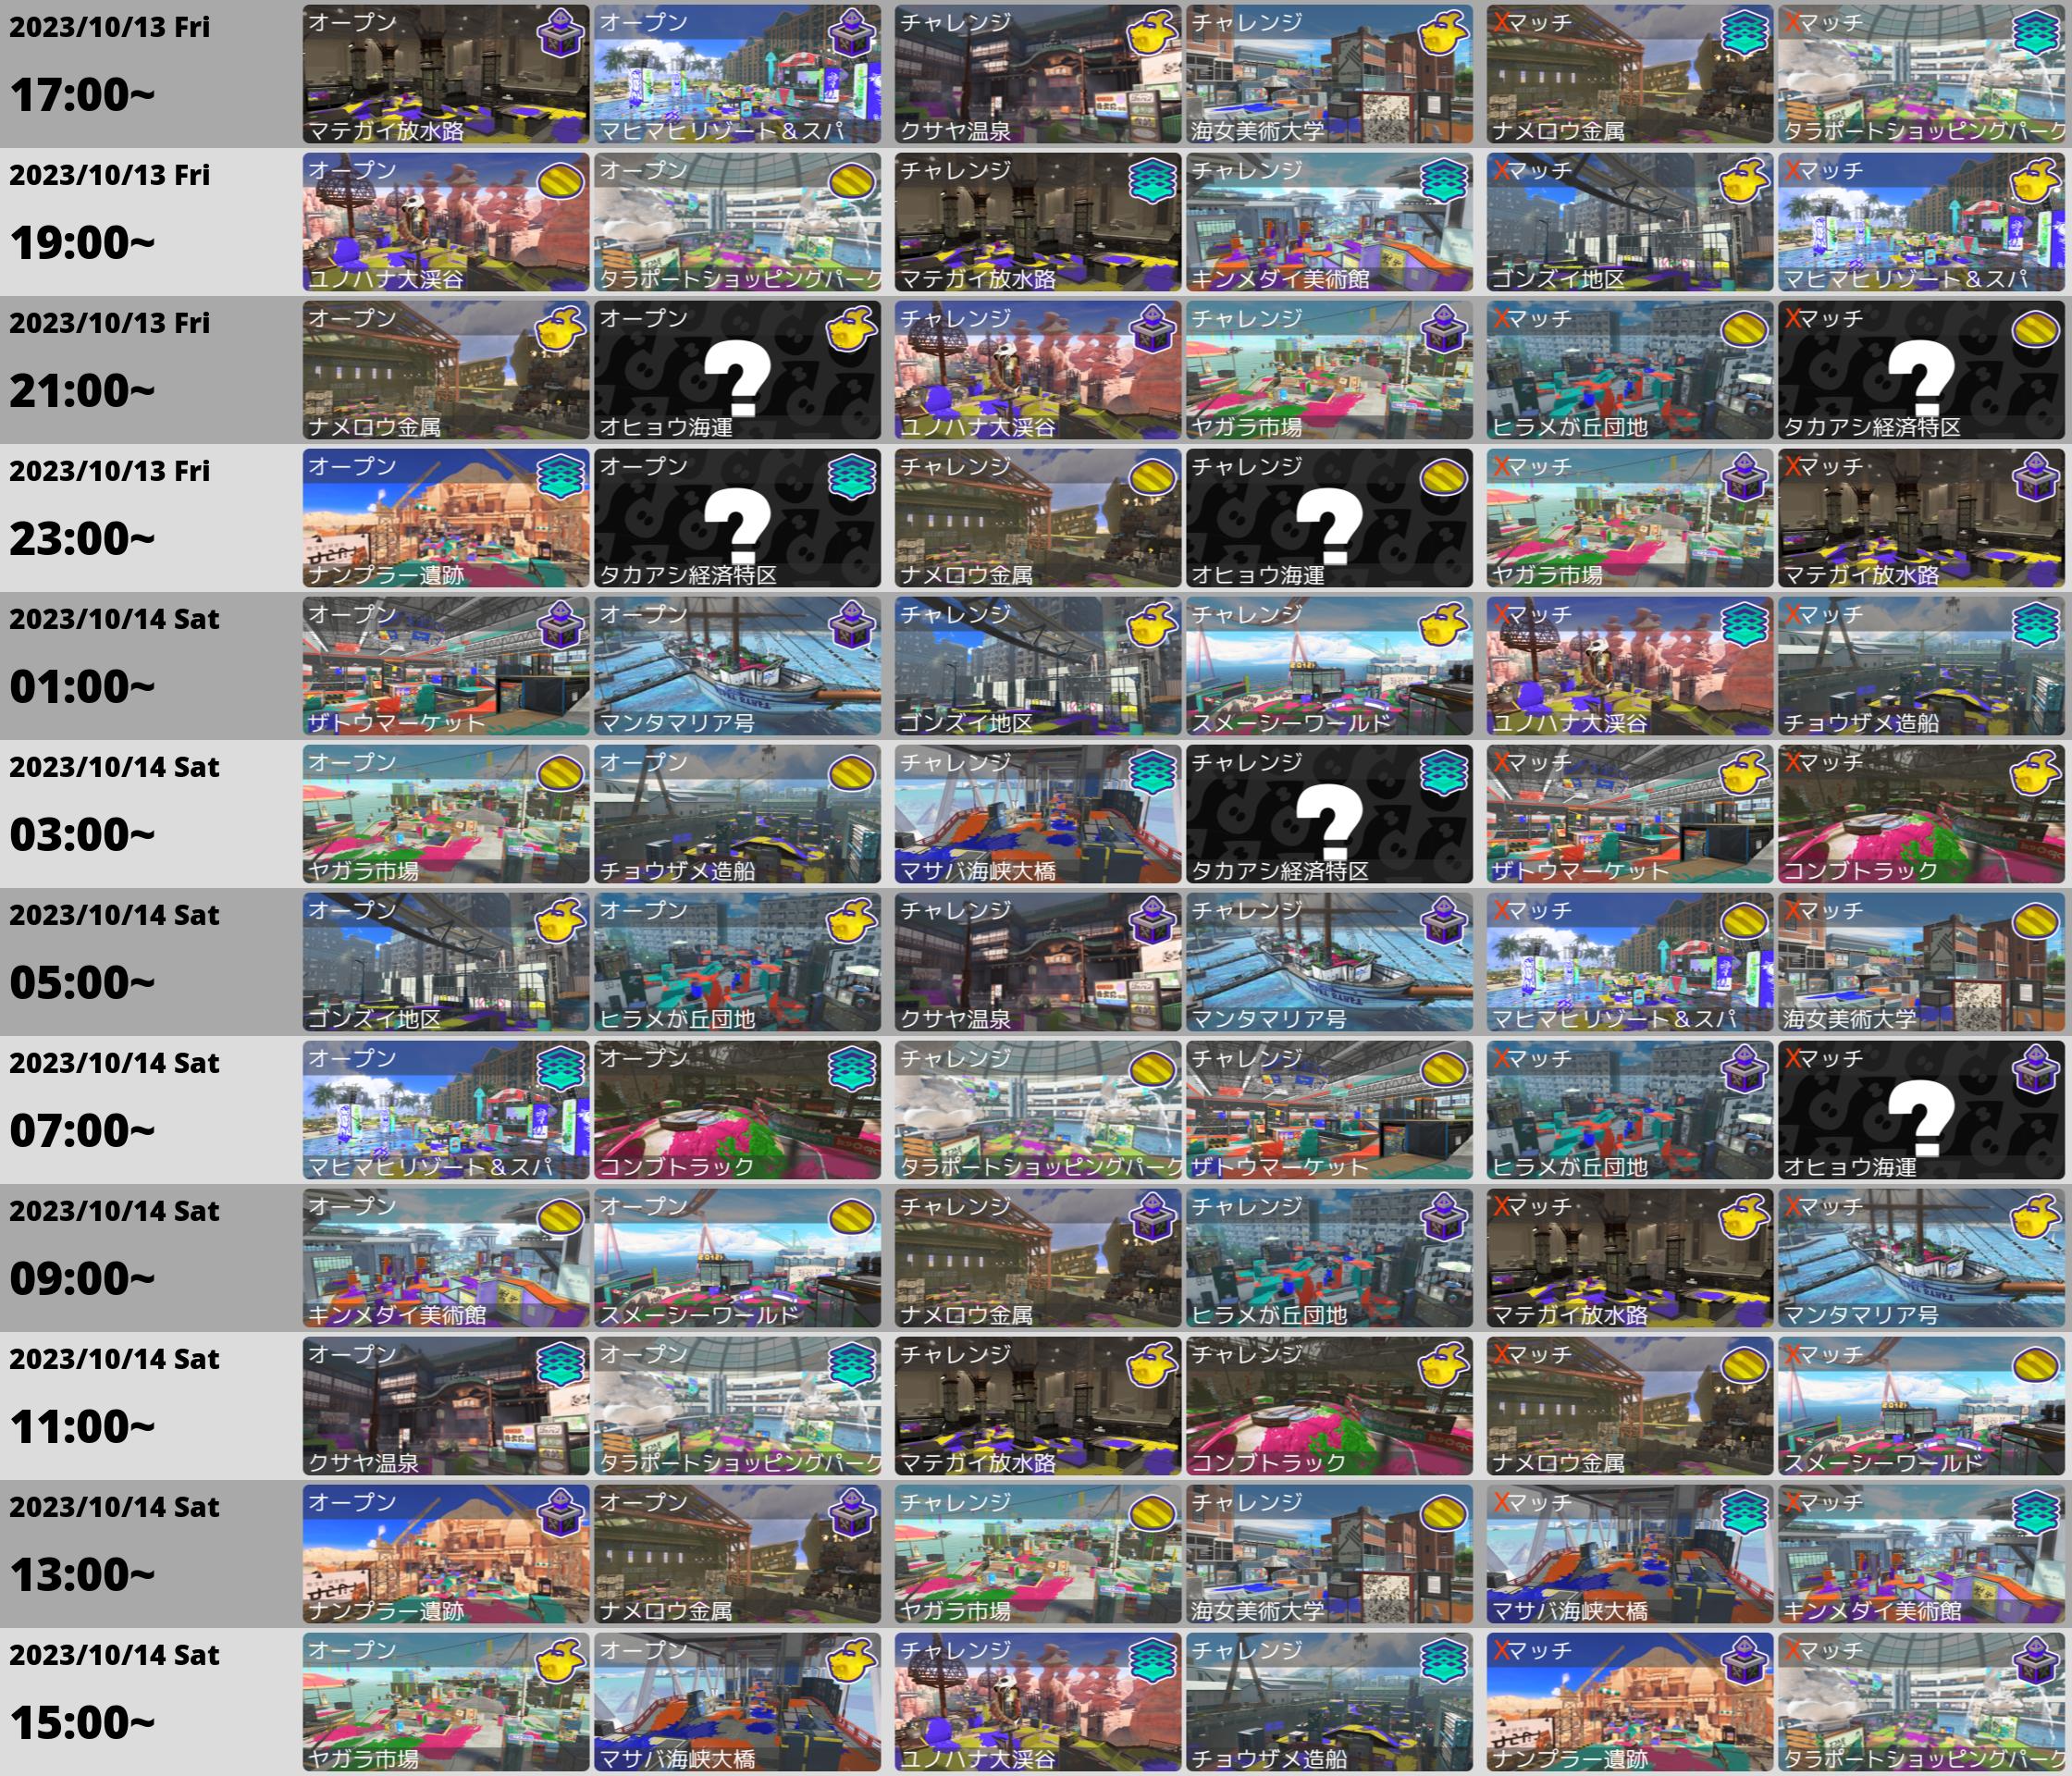 2023/10/13 Fri
17:00~
オープン オープン チャレンジ チャレンジ Xマッチ Xマッチ
マテガイ放水路 マヒマヒリゾート＆スパ クサヤ温泉 海女美術大学 ナメロウ金属 タラポートショッピングパーク
2023/10/13 Fri
19:00~
オープン オープン チャレンジ チャレンジ Xマッチ Xマッチ
ユノハナ大渓谷 タラポートショッピングパーク マテガイ放水路 キンメダイ美術館 ゴンズイ地区 マヒマヒリゾート＆スパ
2023/10/13 Fri
21:00~
オープン オープン チャレンジ チャレンジ Xマッチ Xマッチ
?
?
ナメロウ金属 オヒョウ海運 ユノハナ大渓谷 ヤガラ市場 ヒラメが丘団地 タカアシ経済特区
2023/10/13 Fri
23:00~
オープン オープン チャレンジ チャレンジ Xマッチ Xマッチ
?
?
ナンプラー遺跡 タカアシ経済特区 ナメロウ金属 オヒョウ海運 ヤガラ市場 マテガイ放水路
2023/10/14 Sat
01:00~
オープン オープン チャレンジ チャレンジ Xマッチ Xマッチ
ザトウマーケット マンタマリア号 ゴンズイ地区 スメーシーワールド ユノハナ大渓谷 チョウザメ造船
2023/10/14 Sat
03:00~
オープン オープン チャレンジ チャレンジ Xマッチ Xマッチ
?
ヤガラ市場 チョウザメ造船 マサバ海峡大橋 タカアシ経済特区 ザトウマーケット コンブトラック
2023/10/14 Sat
05:00~
オープン オープン チャレンジ チャレンジ Xマッチ Xマッチ
ゴンズイ地区 ヒラメが丘団地 クサヤ温泉 マンタマリア号 マヒマヒリゾート＆スパ 海女美術大学
2023/10/14 Sat
07:00~
オープン オープン チャレンジ チャレンジ Xマッチ Xマッチ
?
マヒマヒリゾート＆スパ コンブトラック タラポートショッピングパーク ザトウマーケット ヒラメが丘団地 オヒョウ海運
2023/10/14 Sat
09:00~
オープン オープン チャレンジ チャレンジ Xマッチ Xマッチ
キンメダイ美術館 スメーシーワールド ナメロウ金属 ヒラメが丘団地 マテガイ放水路 マンタマリア号
2023/10/14 Sat
11:00~
オープン オープン チャレンジ チャレンジ Xマッチ Xマッチ
クサヤ温泉 タラポートショッピングパーク マテガイ放水路 コンブトラック ナメロウ金属 スメーシーワールド
2023/10/14 Sat
13:00~
オープン オープン チャレンジ チャレンジ Xマッチ Xマッチ
ナンプラー遺跡 ナメロウ金属 ヤガラ市場 海女美術大学 マサバ海峡大橋 キンメダイ美術館
2023/10/14 Sat
15:00~
オープン オープン チャレンジ チャレンジ Xマッチ Xマッチ
ヤガラ市場 マサバ海峡大橋 ユノハナ大渓谷 チョウザメ造船 ナンプラー遺跡 タラポートショッピングパーク